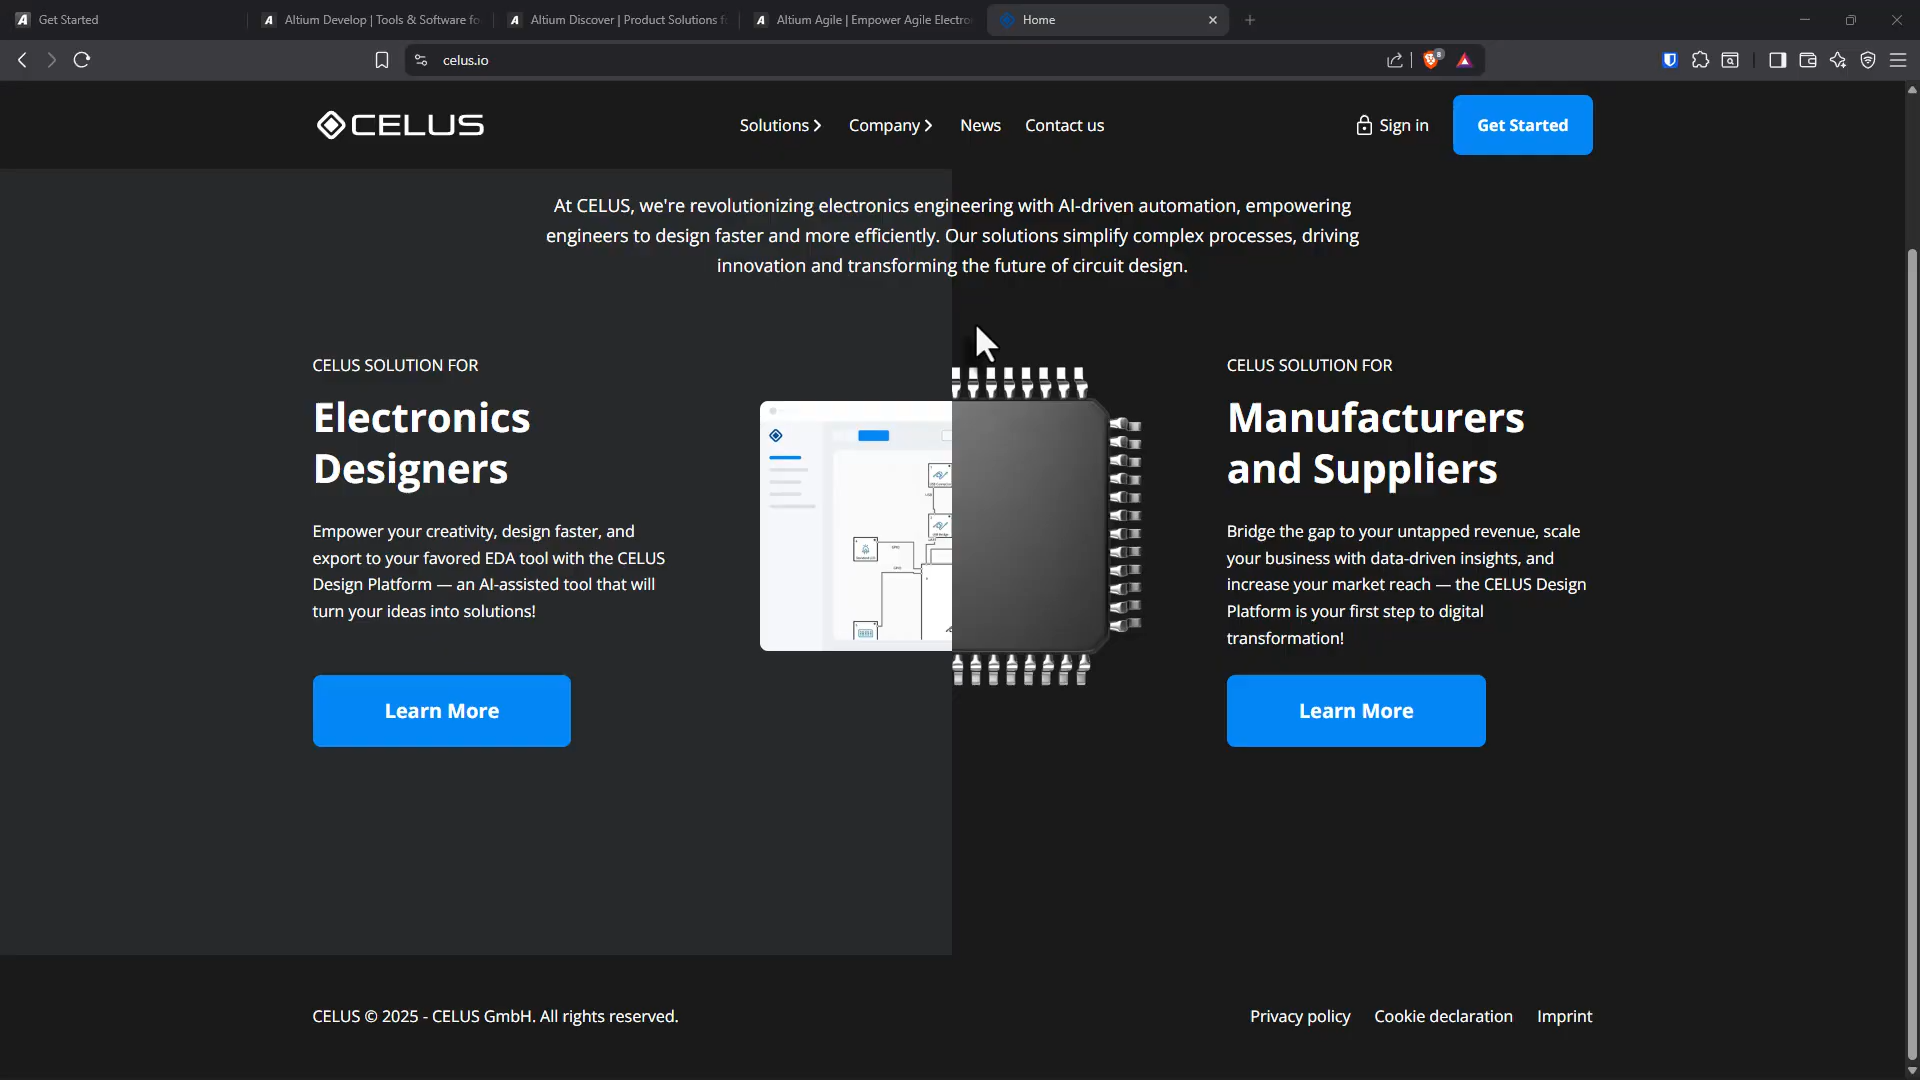 Get Started
Altium Develop | Tools & Software fo
Altium Discover | Product Solutions f
Altium Agile | Empower Agile Electro
Home
celus.io
8
CELUS
Solutions
Company
News
Contact us
Sign in
Get Started
At CELUS, we're revolutionizing electronics engineering with AI-driven automation, empowering
engineers to design faster and more efficiently. Our solutions simplify complex processes, driving
innovation and transforming the future of circuit design.
CELUS SOLUTION FOR
Electronics
Designers
Empower your creativity, design faster, and
export to your favored EDA tool with the CELUS
Design Platform — an AI-assisted tool that will
turn your ideas into solutions!
Learn More
CELUS SOLUTION FOR
Manufacturers
and Suppliers
Bridge the gap to your untapped revenue, scale
your business with data-driven insights, and
increase your market reach — the CELUS Design
Platform is your first step to digital
transformation!
Learn More
CELUS © 2025 - CELUS GmbH. All rights reserved.
Privacy policy
Cookie declaration
Imprint